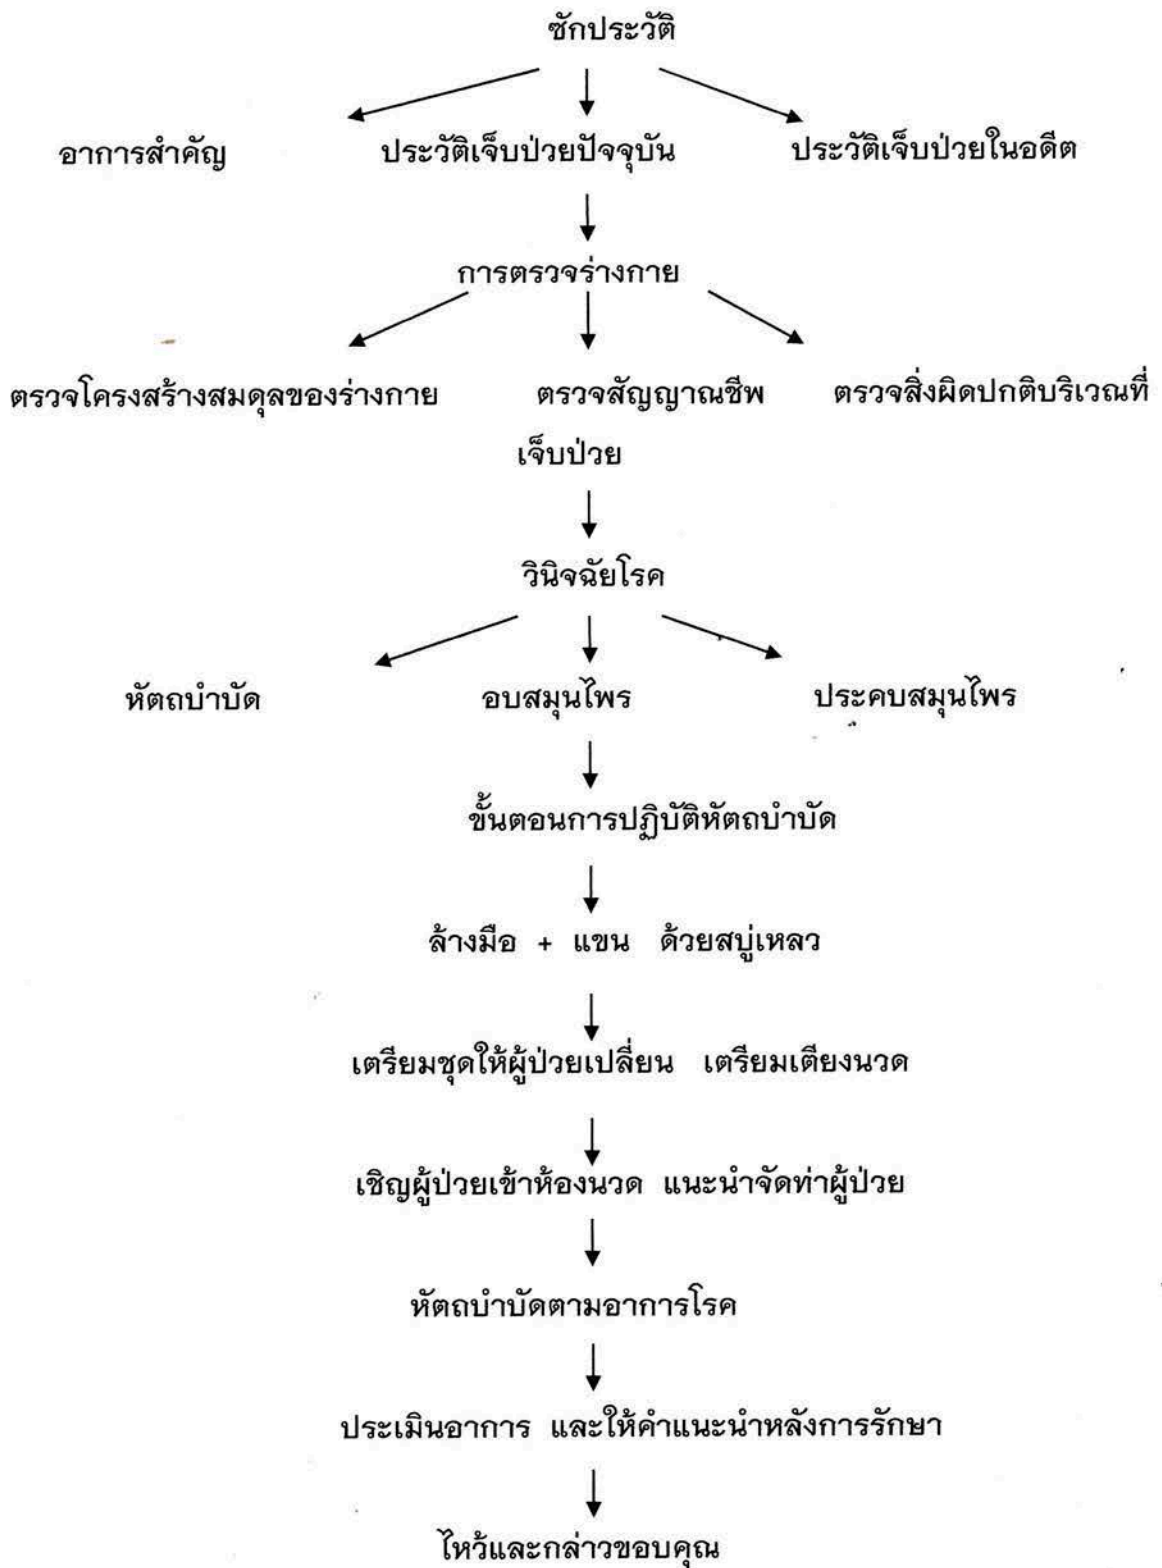 ซักประวัติ
อาการสำคัญ ประวัติเจ็บป่วยปัจจุบัน ประวัติเจ็บป่วยในอดีต
การตรวจร่างกาย
ตรวจโครงสร้างสมดุลของร่างกาย ตรวจสัญญาณชีพ ตรวจสิ่งผิดปกติบริเวณที่
เจ็บป่วย
วินิจฉัยโรค
หัตถบำบัด อบสมุนไพร ประคบสมุนไพร
ขั้นตอนการปฏิบัติหัตถบำบัด
ล้างมือ + แขน ด้วยสบู่เหลว
เตรียมชุดให้ผู้ป่วยเปลี่ยน เตรียมเตียงนวด
เชิญผู้ป่วยเข้าห้องนวด แนะนำจัดท่าผู้ป่วย
หัตถบำบัดตามอาการโรค
ประเมินอาการ และให้คำแนะนำหลังการรักษา
ไหว้และกล่าวขอบคุณ